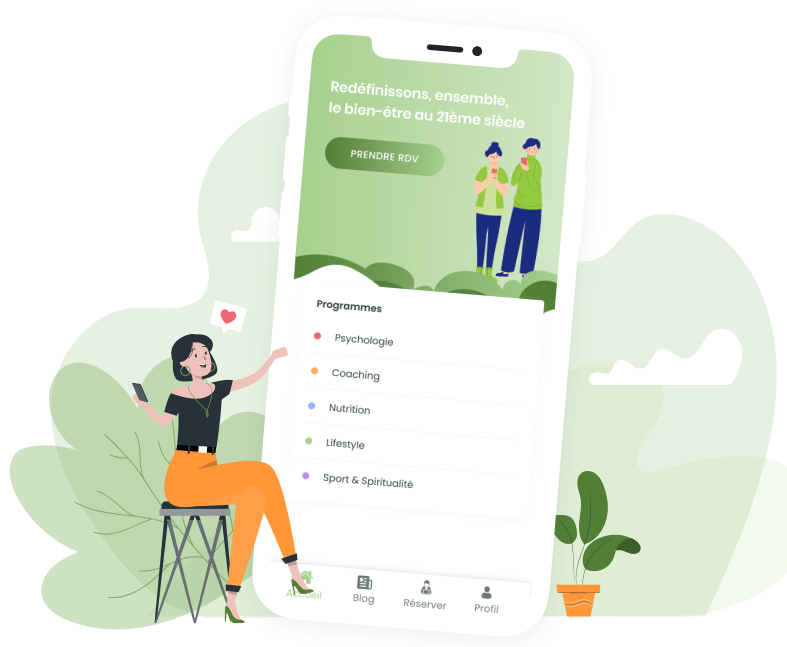 Redéfinissons, ensemble,
le bien-être au 21ème siècle
PRENDRE RDV
Programmes
Psychologie
Coaching
Nutrition
Lifestyle
Sport & Spiritualité
Accueil
Blog
Réserver
Profil